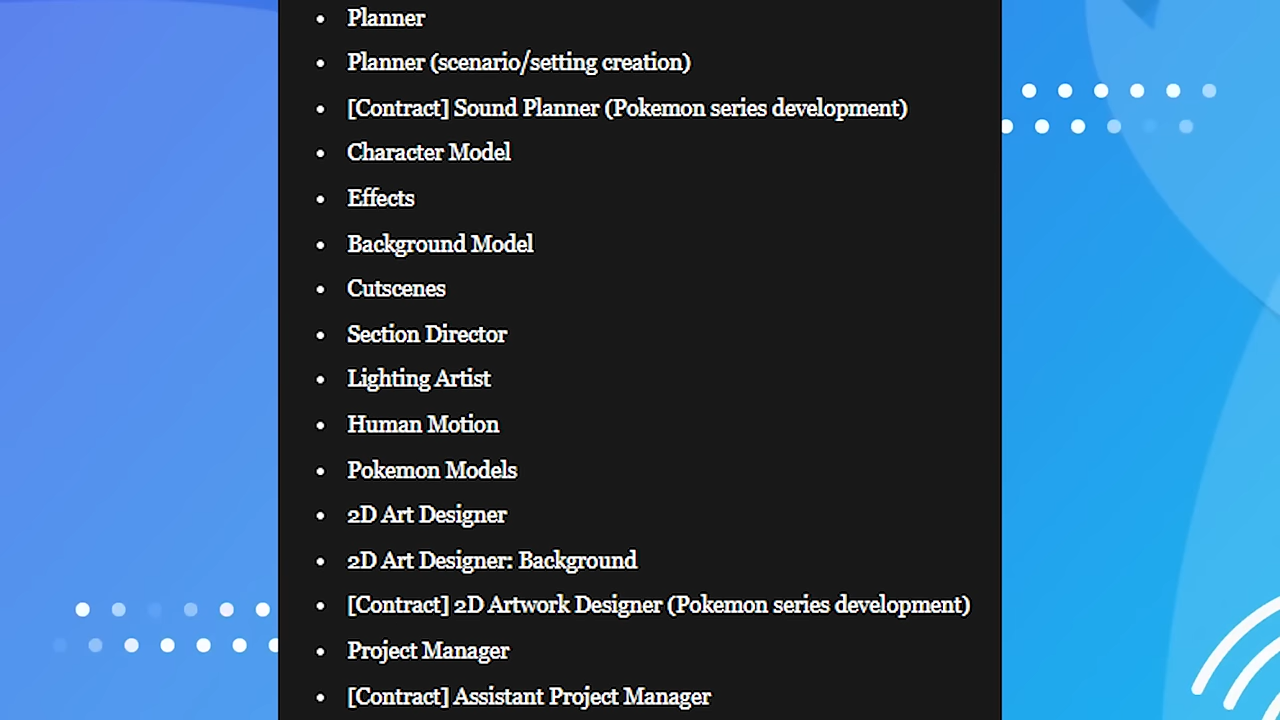 • Planner
• Planner (scenario/setting creation)
• [Contract] Sound Planner (Pokemon series development)
• Character Model
• Effects
• Background Model
• Cutscenes
• Section Director
• Lighting Artist
• Human Motion
• Pokemon Models
• 2D Art Designer
• 2D Art Designer: Background
• [Contract] 2D Artwork Designer (Pokemon series development)
• Project Manager
• [Contract] Assistant Project Manager